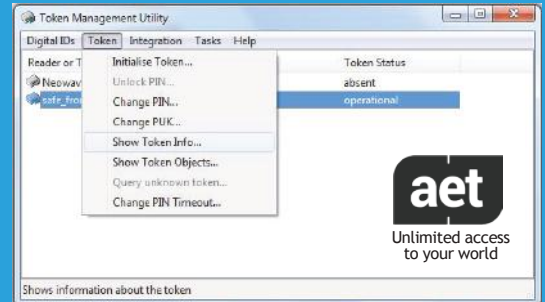 Token Management Utility
Digital IDs Token Integration Tasks Help
Reader or T Token Status
Neowav absent
safe_fro operational
Initialise Token...
Unlock PIN...
Change PIN...
Change PUK...
Show Token Info...
Show Token Objects...
Query unknown token...
Change PIN Timeout...
aet
Unlimited access
to your world
Shows information about the token